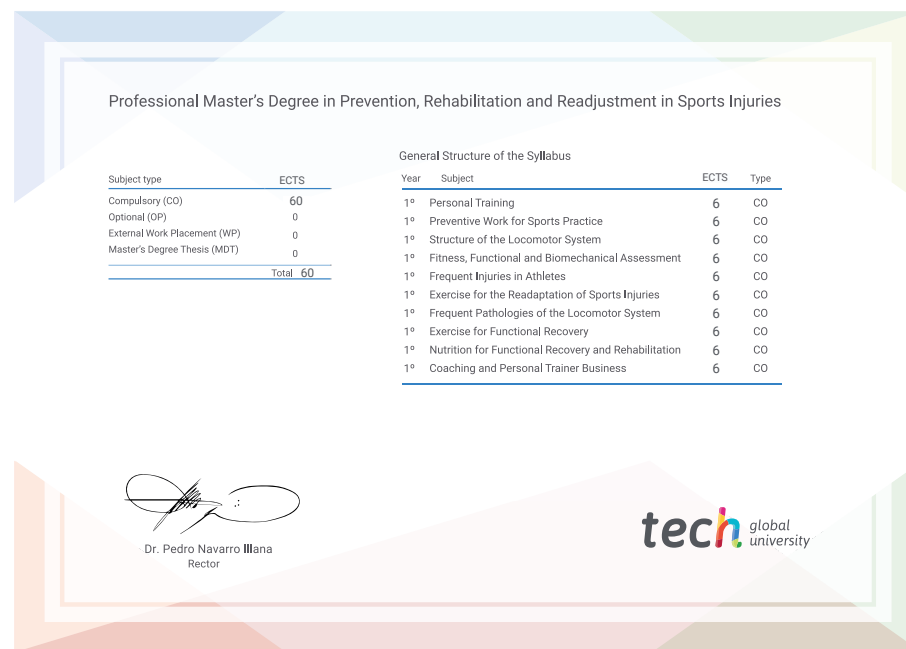 Professional Master's Degree in Prevention, Rehabilitation and Readjustment in Sports Injuries
Subject type ECTS
Compulsory (CO) 60
Optional (OP) 0
External Work Placement (WP) 0
Master's Degree Thesis (MDT) 0
Total 60
General Structure of the Syllabus
Year Subject ECTS Type
1º Personal Training 6 CO
1º Preventive Work for Sports Practice 6 CO
1º Structure of the Locomotor System 6 CO
1º Fitness, Functional and Biomechanical Assessment 6 CO
1º Frequent Injuries in Athletes 6 CO
1º Exercise for the Readaptation of Sports Injuries 6 CO
1º Frequent Pathologies of the Locomotor System 6 CO
1º Exercise for Functional Recovery 6 CO
1º Nutrition for Functional Recovery and Rehabilitation 6 CO
1º Coaching and Personal Trainer Business 6 CO
Dr. Pedro Navarro Illana
Rector
tech global
university